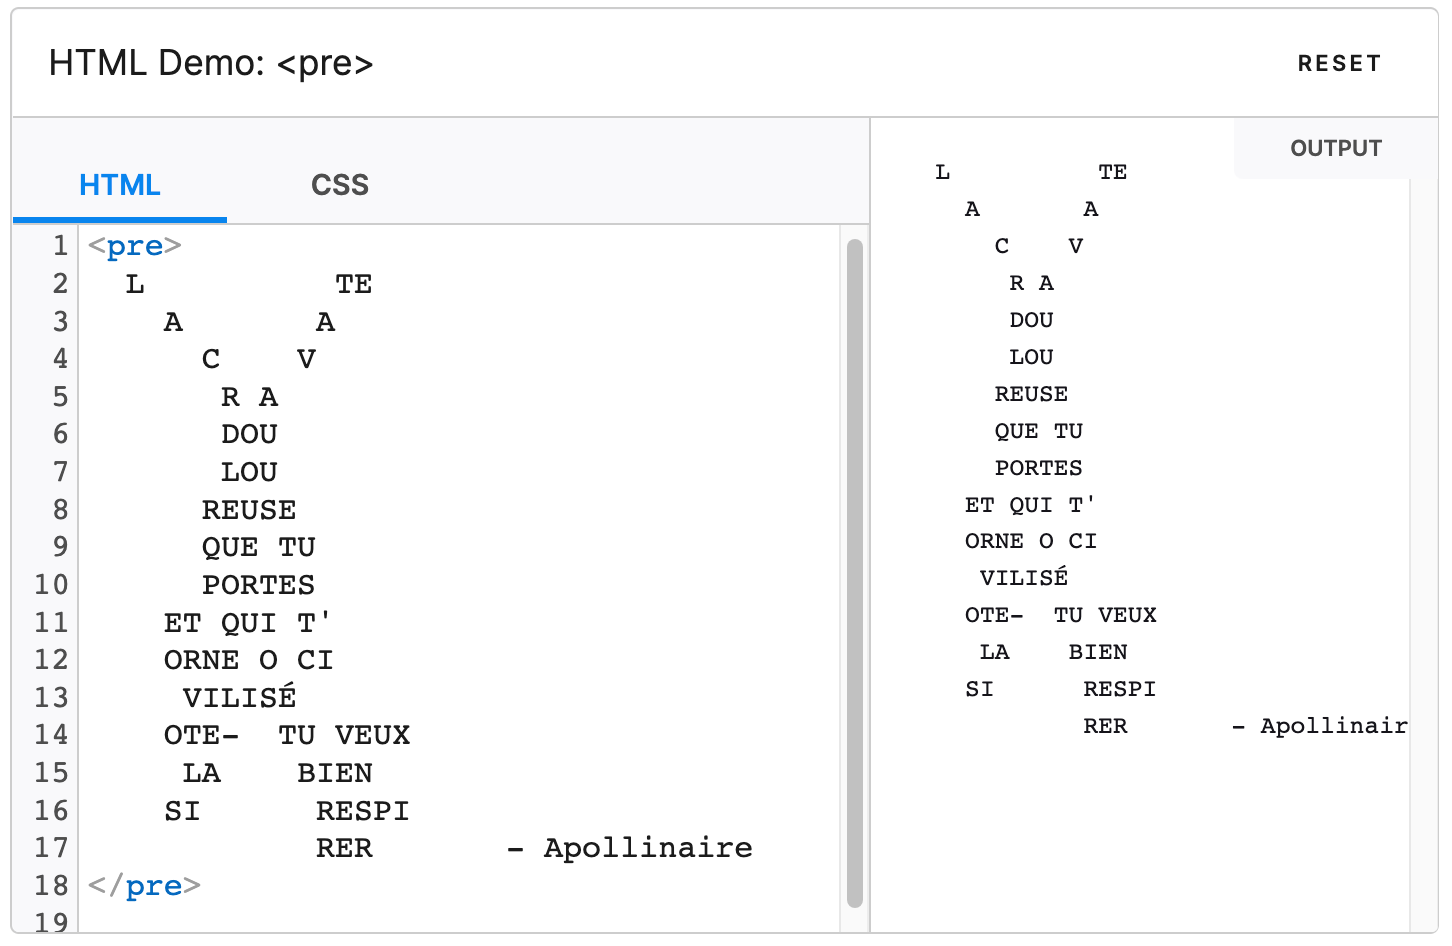 HTML Demo: <pre>
RESET
HTML CSS
1 <pre>
2   L          TE
3     A       A
4       C    V
5        R A
6        DOU
7        LOU
8       REUSE
9       QUE TU
10       PORTES
11     ET QUI T'
12     ORNE O CI
13      VILISÉ
14     OTE-  TU VEUX
15      LA    BIEN
16     SI      RESPI
17             RER       - Apollinaire
18 </pre>
19
OUTPUT
  L          TE
    A       A
      C    V
       R A
       DOU
       LOU
      REUSE
      QUE TU
      PORTES
    ET QUI T'
    ORNE O CI
     VILISÉ
    OTE-  TU VEUX
     LA    BIEN
    SI      RESPI
            RER       - Apollinair